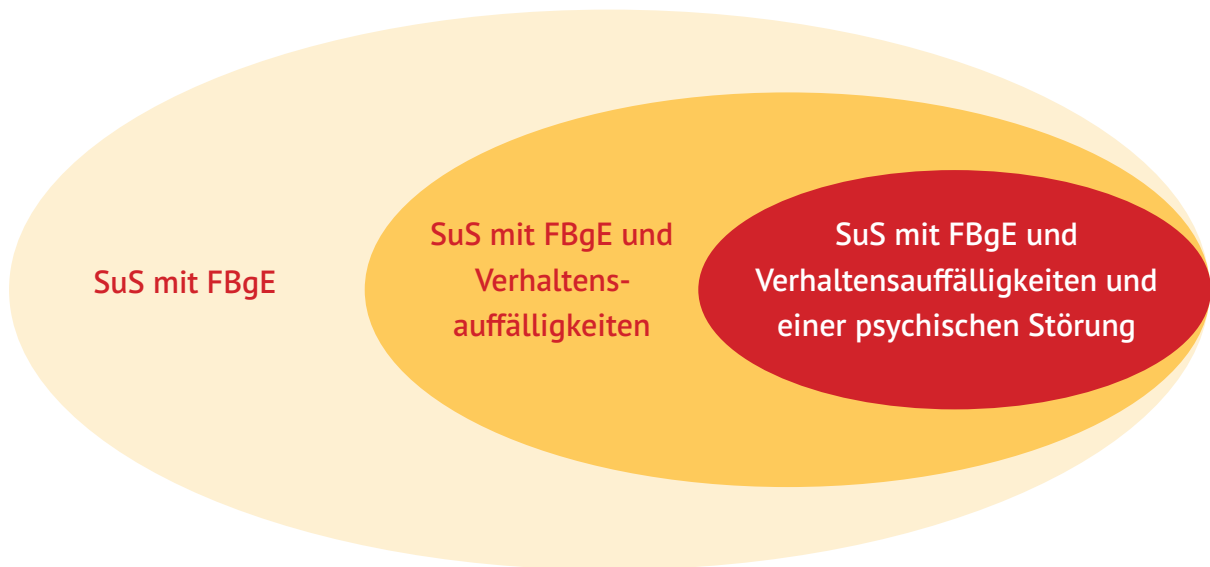 SuS mit FBgE
SuS mit FBgE und
Verhaltens-
auffälligkeiten
SuS mit FBgE und
Verhaltensauffälligkeiten und
einer psychischen Störung